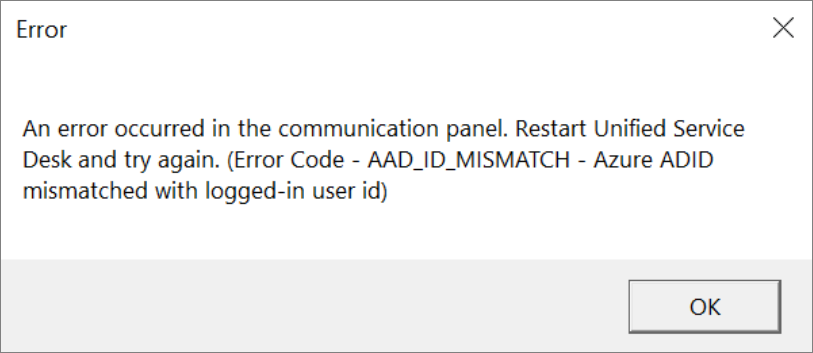 Error
An error occurred in the communication panel. Restart Unified Service
Desk and try again. (Error Code - AAD_ID_MISMATCH - Azure ADID
mismatched with logged-in user id)
OK